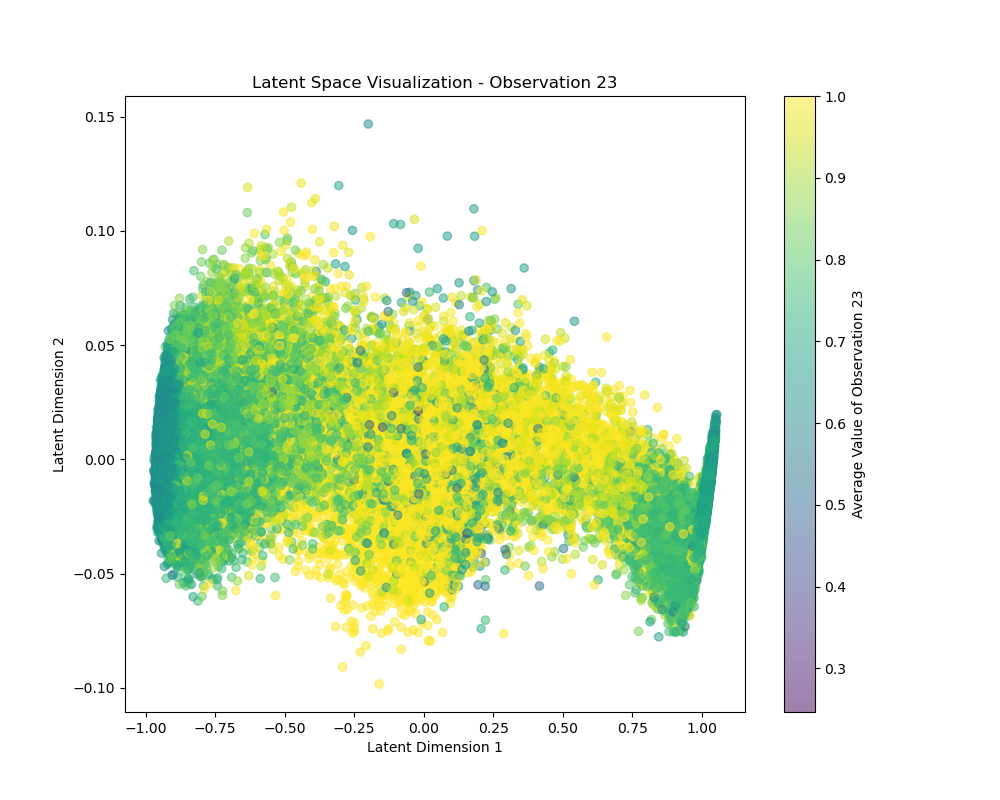 Latent Space Visualization - Observation 23
0.15
0.10
0.05
0.00
−0.05
−0.10
Latent Dimension 2
−1.00 −0.75 −0.50 −0.25 0.00 0.25 0.50 0.75 1.00
Latent Dimension 1
1.0
0.9
0.8
0.7
0.6
0.5
0.4
0.3
Average Value of Observation 23